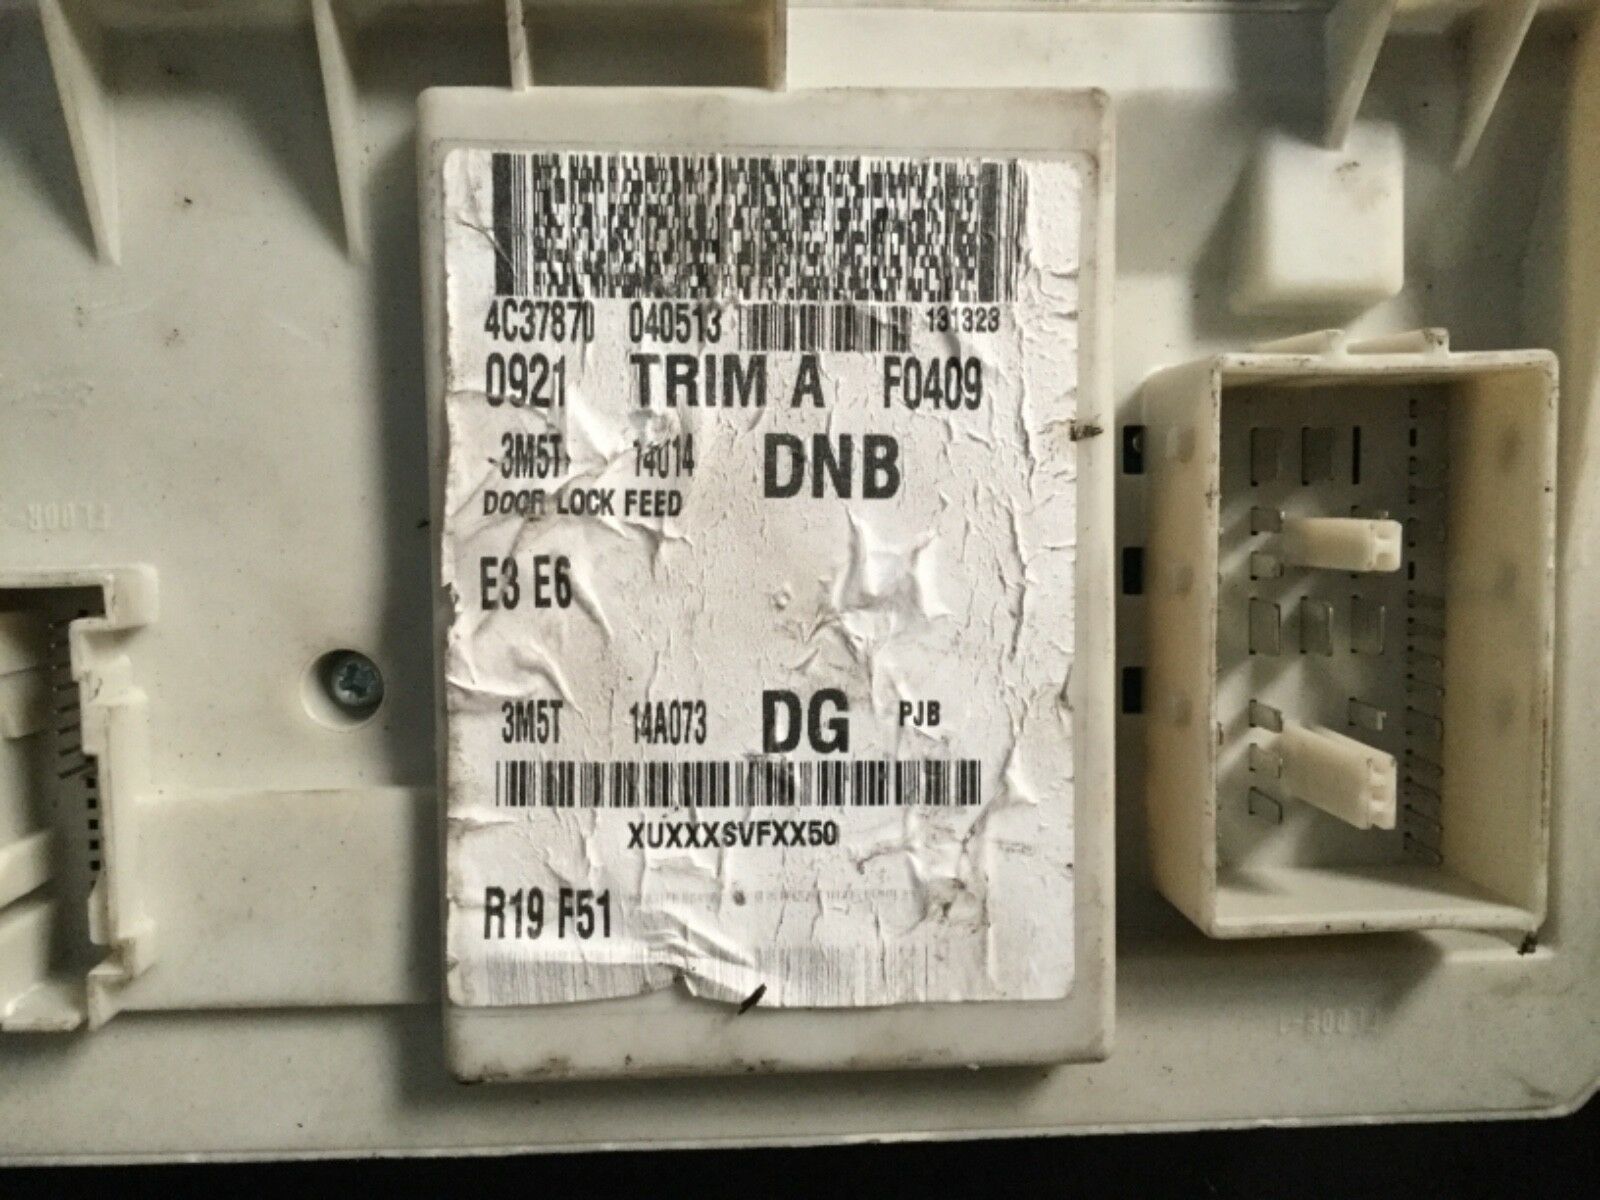 4C37870 040513 131323
0921 TRIM A F0409
3M5T 14014 DNB
DOOR LOCK FEED
E3 E6
3M5T 14A073 DG PJB
XUXXXSVFXX50
R19 F51